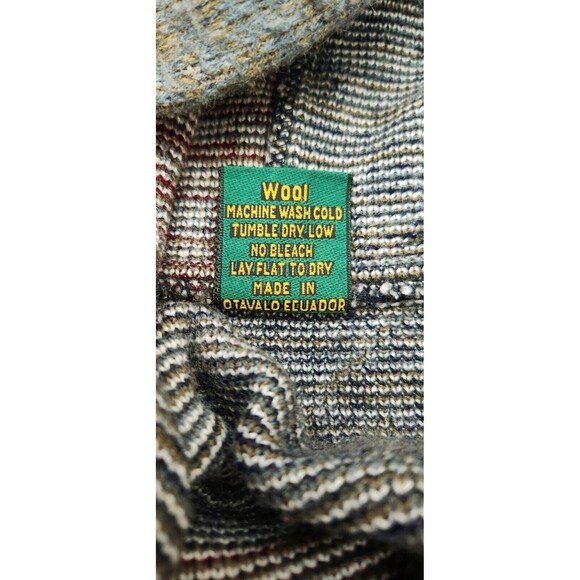 Wool
MACHINE WASH COLD
TUMBLE DRY LOW
NO BLEACH
LAY FLAT TO DRY
MADE IN
OTAVALO ECUADOR